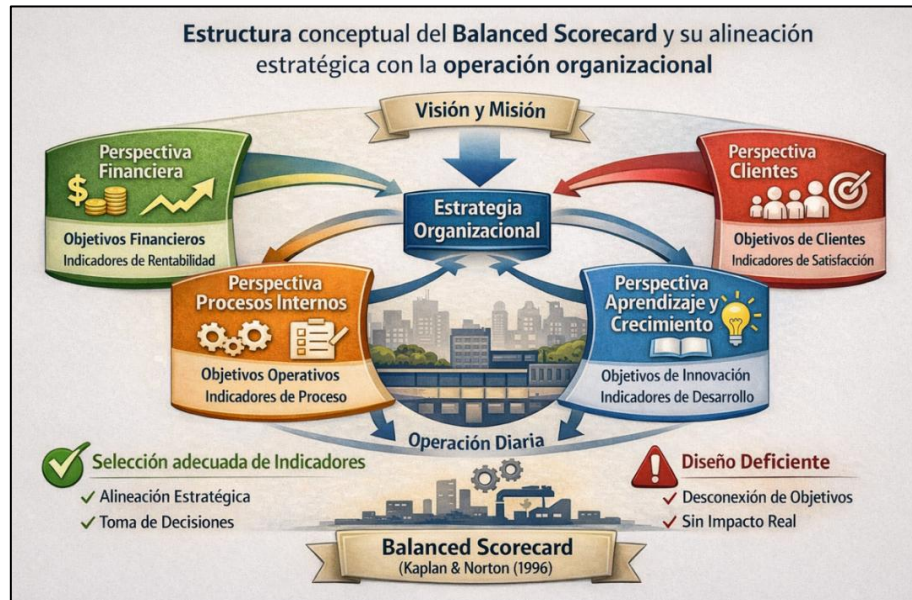 Estructura conceptual del Balanced Scorecard y su alineación
estratégica con la operación organizacional
Visión y Misión
Perspectiva
Financiera
$
Objetivos Financieros
Indicadores de Rentabilidad
Perspectiva
Clientes
Objetivos de Clientes
Indicadores de Satisfacción
Estrategia
Organizacional
Perspectiva
Procesos Internos
Objetivos Operativos
Indicadores de Proceso
Perspectiva
Aprendizaje y
Crecimiento
Objetivos de Innovación
Indicadores de Desarrollo
Operación Diaria
Selección adecuada de Indicadores
✓ Alineación Estratégica
✓ Toma de Decisiones
Diseño Deficiente
✓ Desconexión de Objetivos
✓ Sin Impacto Real
Balanced Scorecard
(Kaplan & Norton (1996)